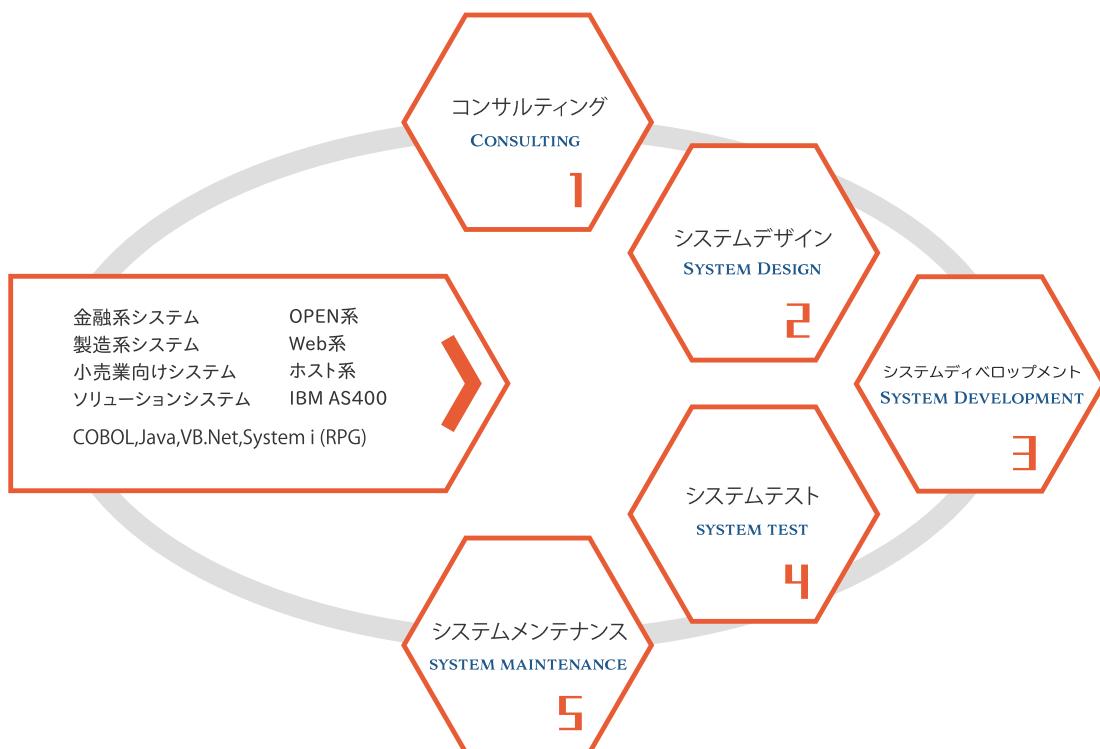 コンサルティング
CONSULTING
1
システムデザイン
SYSTEM DESIGN
2
金融系システム OPEN系
製造系システム Web系
小売業向けシステム ホスト系
ソリューションシステム IBM AS400
COBOL,Java,VB.Net,System i (RPG)
システムディベロップメント
SYSTEM DEVELOPMENT
3
システムテスト
SYSTEM TEST
4
システムメンテナンス
SYSTEM MAINTENANCE
5